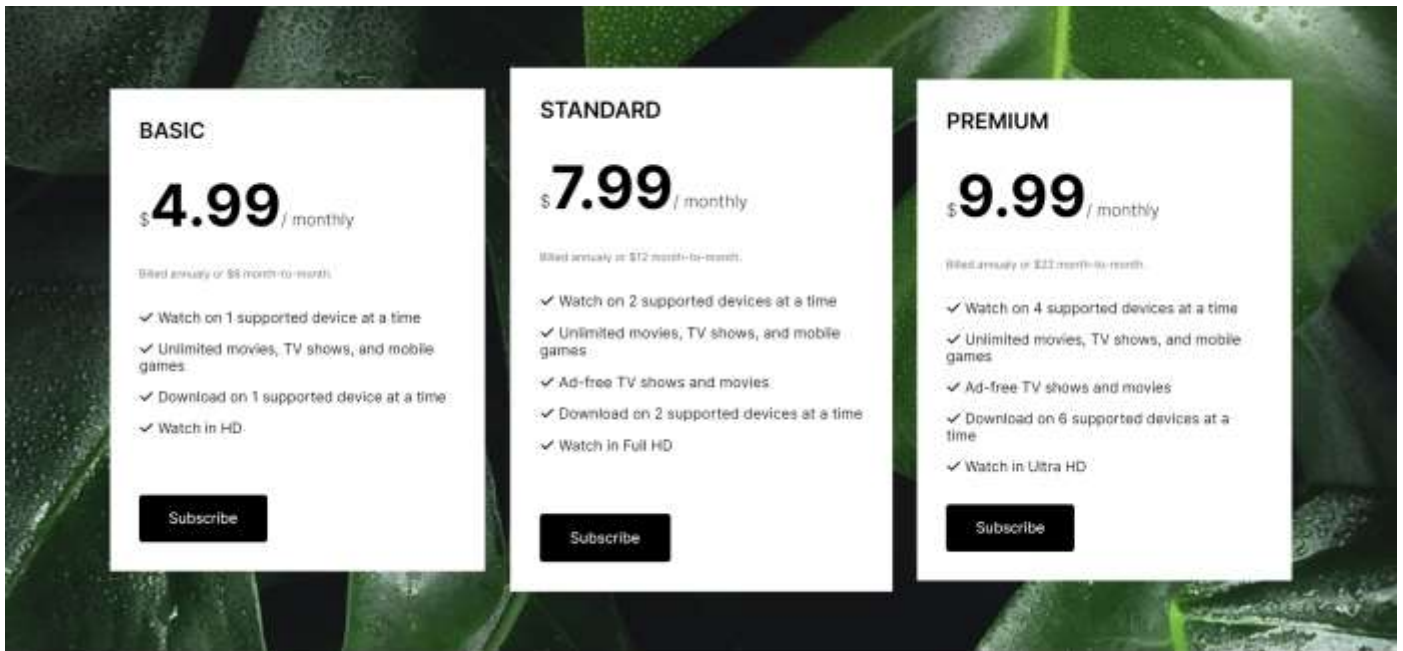 BASIC
$4.99/ monthly
Billed annualy or $6 month-to-month.
✓ Watch on 1 supported device at a time
✓ Unlimited movies, TV shows, and mobile
games
✓ Download on 1 supported device at a time
✓ Watch in HD
Subscribe
STANDARD
$7.99/ monthly
Billed annualy or $12 month-to-month.
✓ Watch on 2 supported devices at a time
✓ Unlimited movies, TV shows, and mobile
games
✓ Ad-free TV shows and movies
✓ Download on 2 supported devices at a time
✓ Watch in Full HD
Subscribe
PREMIUM
$9.99/ monthly
Billed annualy or $22 month-to-month.
✓ Watch on 4 supported devices at a time
✓ Unlimited movies, TV shows, and mobile
games
✓ Ad-free TV shows and movies
✓ Download on 6 supported devices at a
time
✓ Watch in Ultra HD
Subscribe